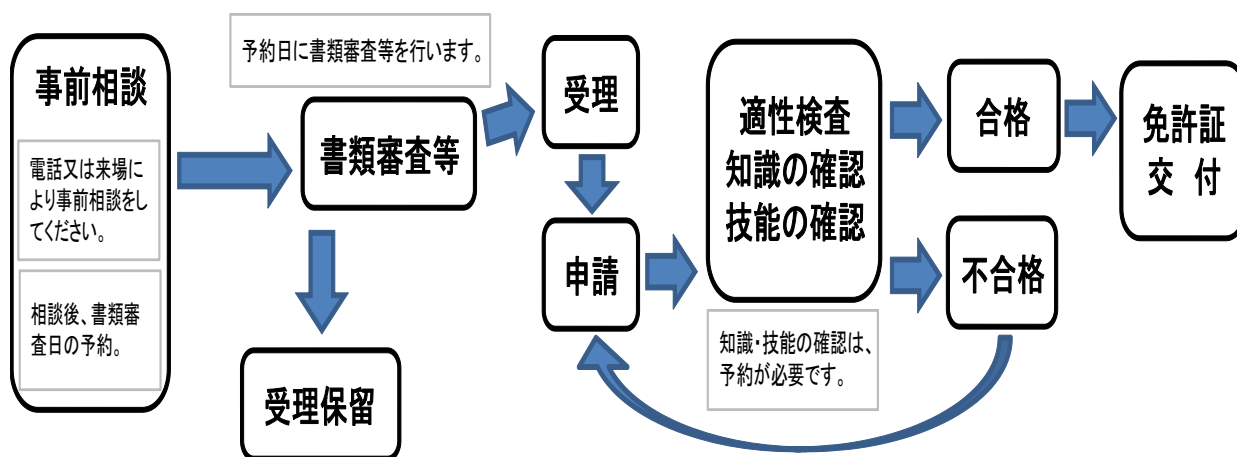 事前相談
電話又は来場に
より事前相談をし
てください。
相談後、書類審
査日の予約。
予約日に書類審査等を行います。
書類審査等
受理保留
受理
申請
適性検査
知識の確認
技能の確認
知識・技能の確認は、
予約が必要です。
合格
不合格
免許証
交　付